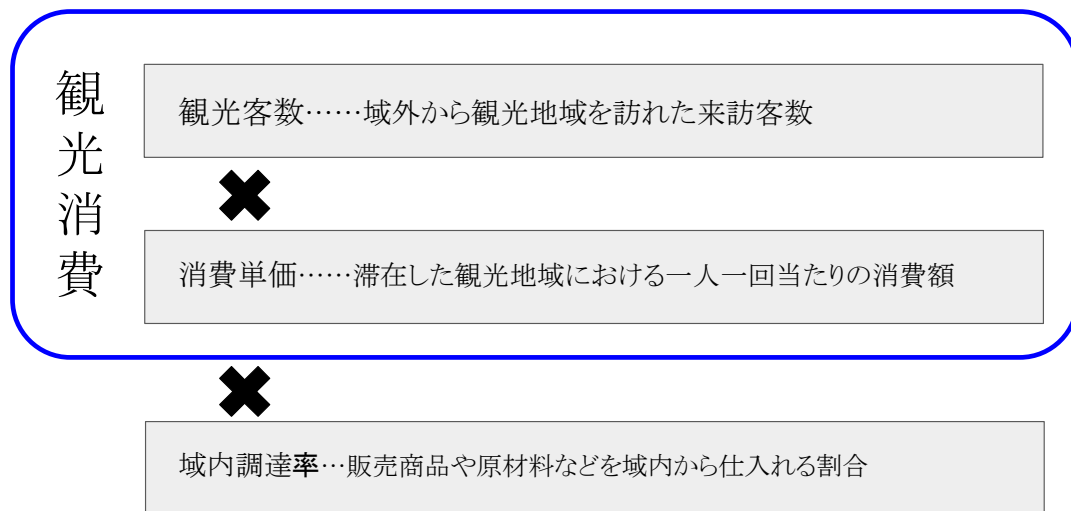 観光消費
観光客数……域外から観光地域を訪れた来訪客数
消費単価……滞在した観光地域における一人一回当たりの消費額
域内調達率…販売商品や原材料などを域内から仕入れる割合